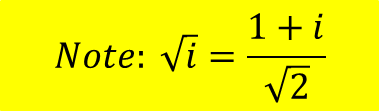 Note: √i = (1 + i)/√2